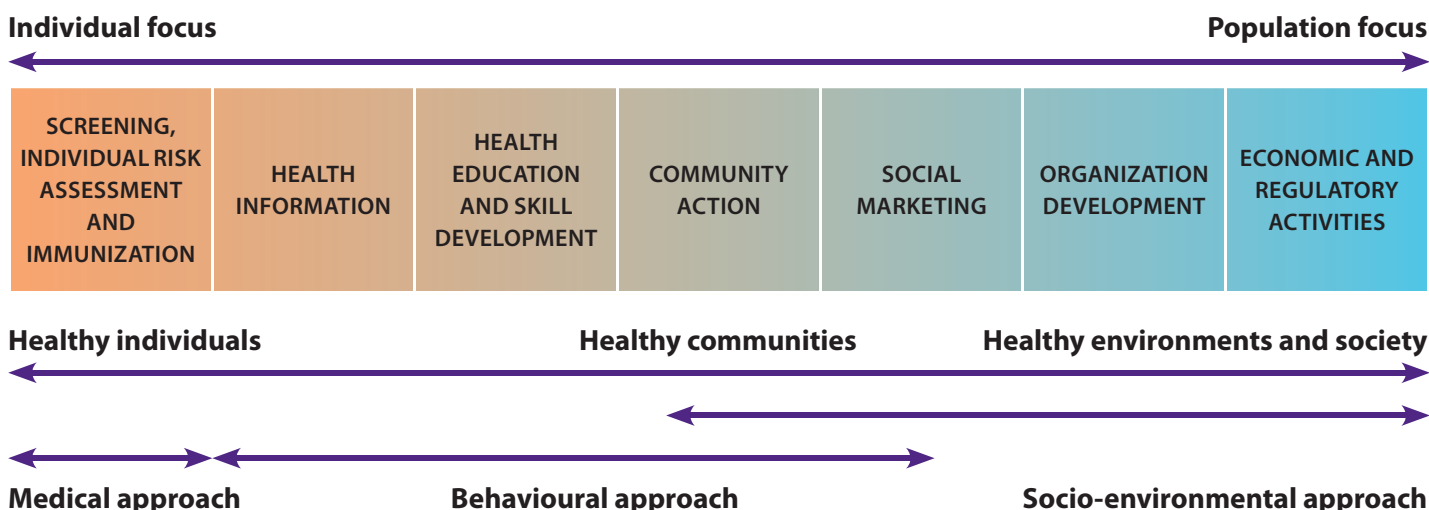 Individual focus
Population focus
SCREENING,
INDIVIDUAL RISK
ASSESSMENT
AND
IMMUNIZATION
HEALTH
INFORMATION
HEALTH
EDUCATION
AND SKILL
DEVELOPMENT
COMMUNITY
ACTION
SOCIAL
MARKETING
ORGANIZATION
DEVELOPMENT
ECONOMIC AND
REGULATORY
ACTIVITIES
Healthy individuals
Healthy communities
Healthy environments and society
Medical approach
Behavioural approach
Socio-environmental approach